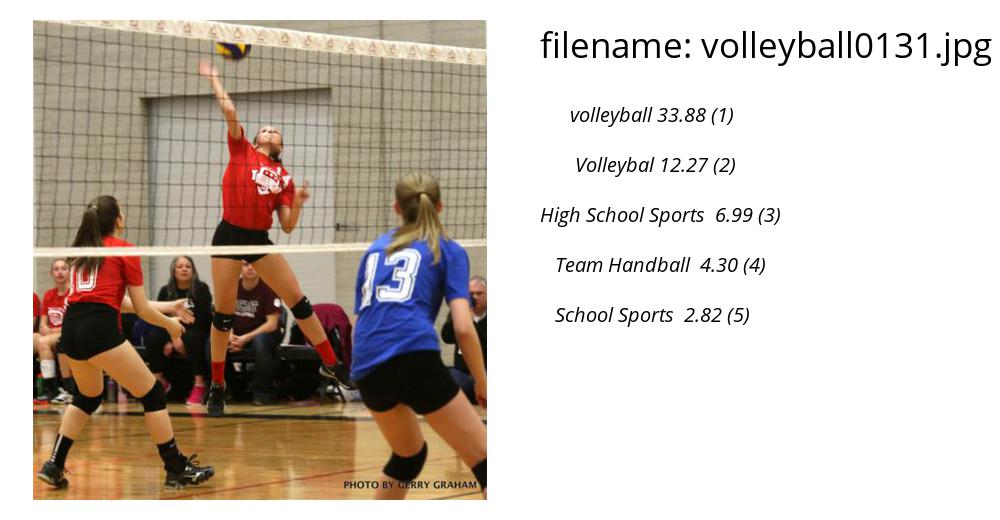 filename: volleyball0131.jpg
volleyball 33.88 (1)
Volleybal 12.27 (2)
High School Sports 6.99 (3)
Team Handball 4.30 (4)
School Sports 2.82 (5)
13
PHOTO BY GERRY GRAHAM